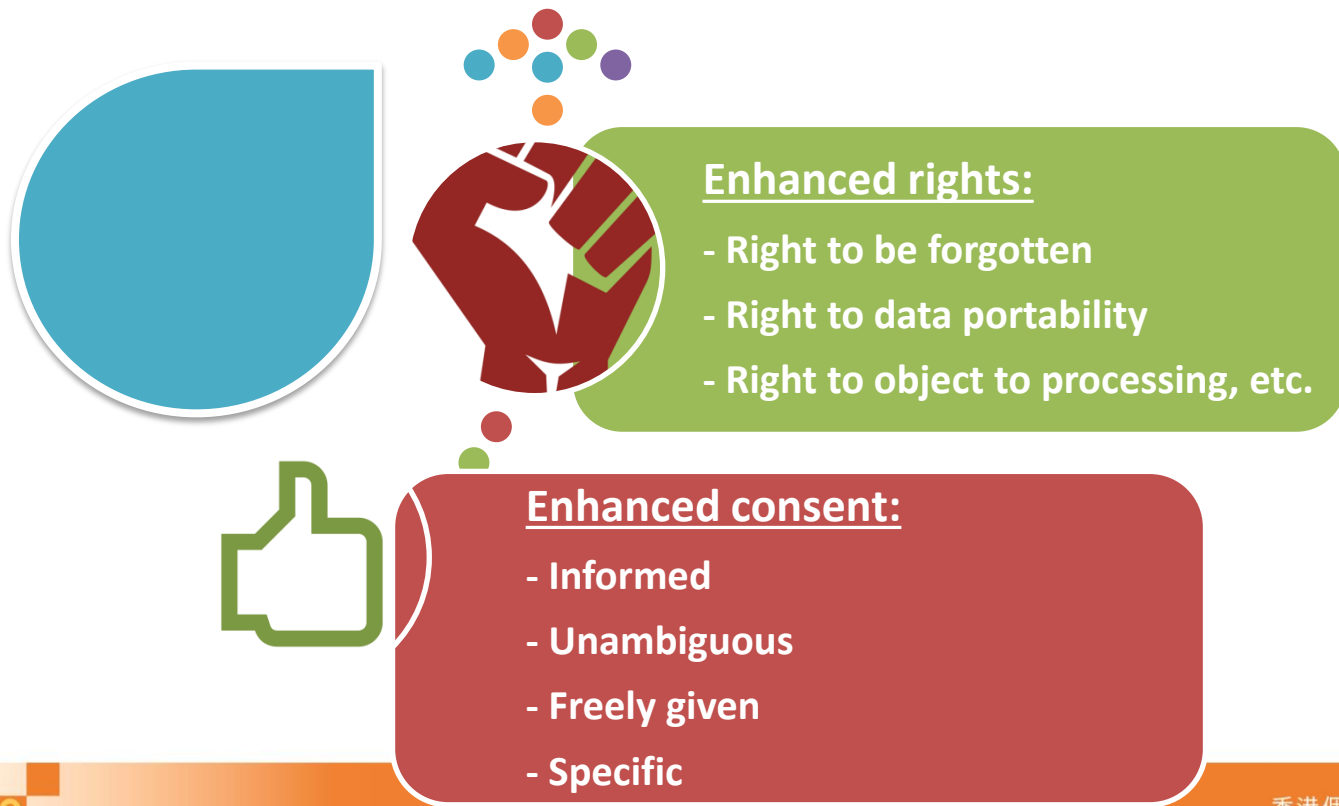 Enhanced rights:
- Right to be forgotten
- Right to data portability
- Right to object to processing, etc.
Enhanced consent:
- Informed
- Unambiguous
- Freely given
- Specific